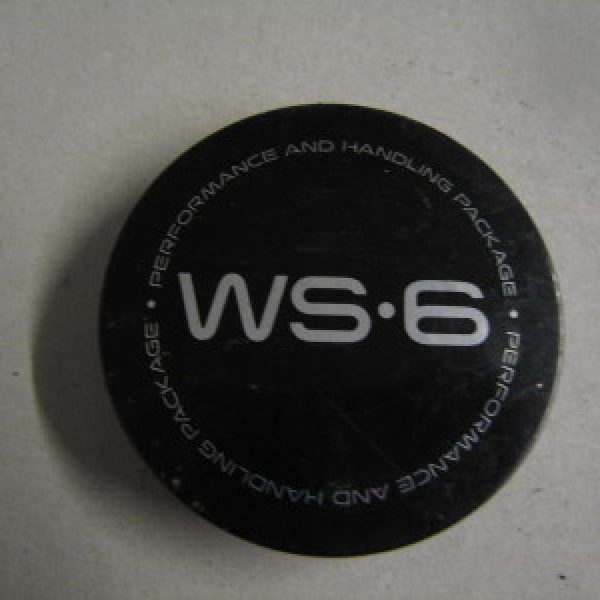 • PERFORMANCE AND HANDLING PACKAGE
WS•6
• PERFORMANCE AND HANDLING PACKAGE